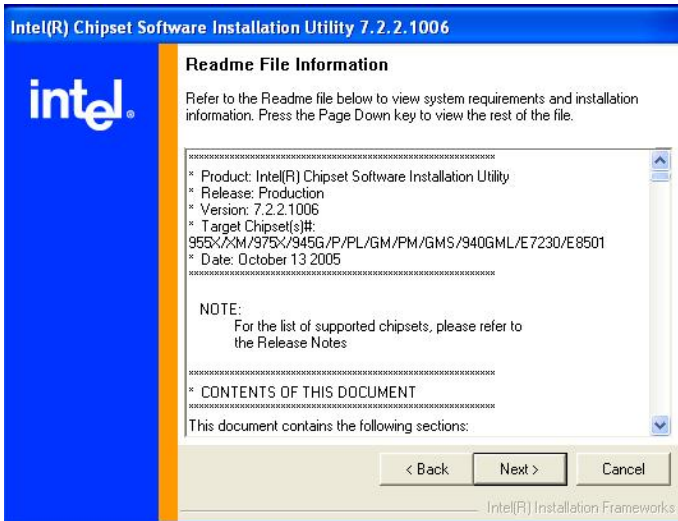 Intel(R) Chipset Software Installation Utility 7.2.2.1006
intel.
Readme File Information
Refer to the Readme file below to view system requirements and installation
information. Press the Page Down key to view the rest of the file.
************************************************************
* Product: Intel(R) Chipset Software Installation Utility
* Release: Production
* Version: 7.2.2.1006
* Target Chipset(s)#:
955X/XM/975X/945G/P/PL/GM/PM/GMS/940GML/E7230/E8501
* Date: October 13 2005
************************************************************
NOTE:
For the list of supported chipsets, please refer to
the Release Notes
************************************************************
* CONTENTS OF THIS DOCUMENT
************************************************************
This document contains the following sections:
< Back Next > Cancel
Intel(R) Installation Frameworks